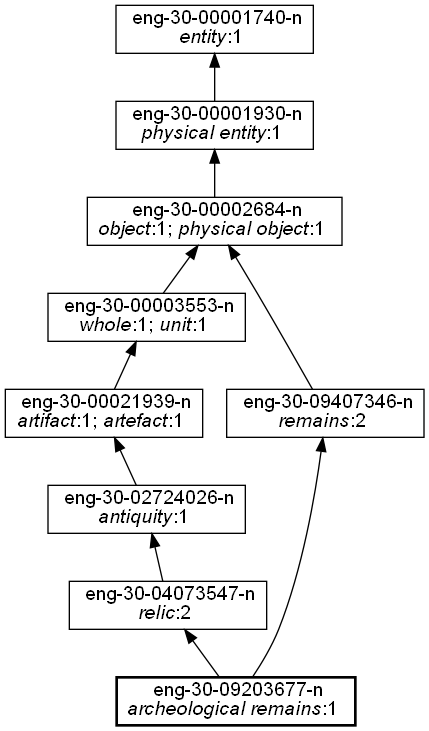 eng-30-00001740-n
entity:1
eng-30-00001930-n
physical entity:1
eng-30-00002684-n
object:1; physical object:1
eng-30-00003553-n
whole:1; unit:1
eng-30-00021939-n
artifact:1; artefact:1
eng-30-09407346-n
remains:2
eng-30-02724026-n
antiquity:1
eng-30-04073547-n
relic:2
eng-30-09203677-n
archeological remains:1